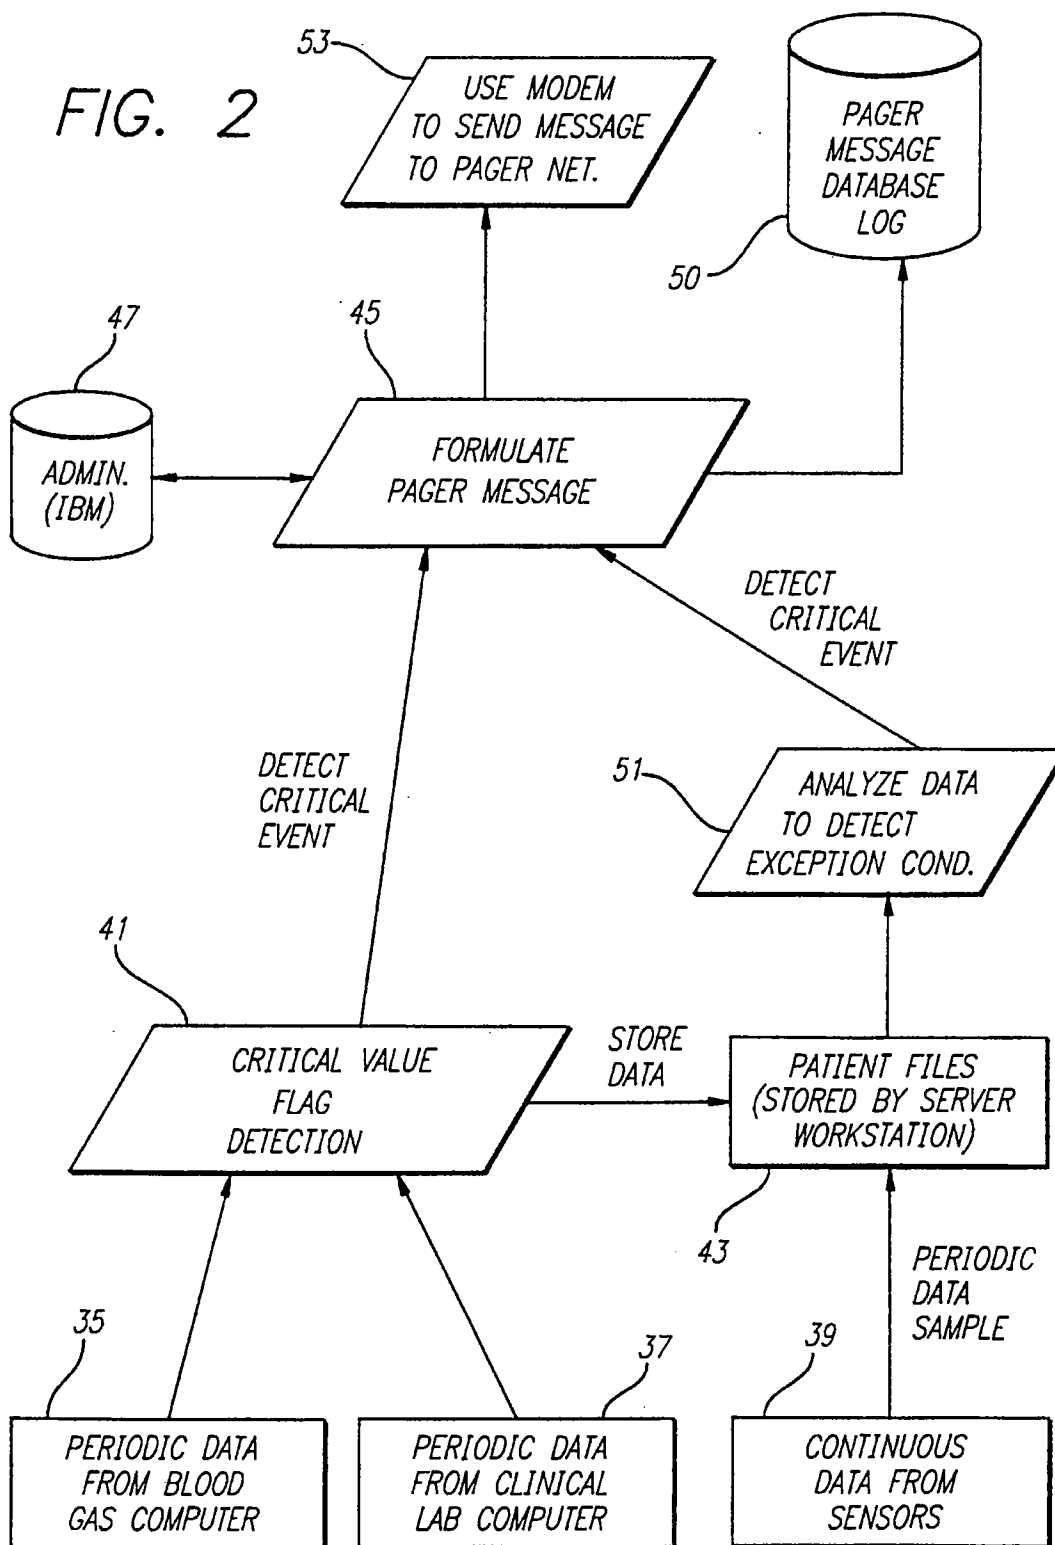 FIG. 2
53
USE MODEM
TO SEND MESSAGE
TO PAGER NET.
PAGER
MESSAGE
DATABASE
LOG
50
47
45
ADMIN.
(IBM)
FORMULATE
PAGER MESSAGE
DETECT
CRITICAL
EVENT
DETECT
CRITICAL
EVENT
51
ANALYZE DATA
TO DETECT
EXCEPTION COND.
41
CRITICAL VALUE
FLAG
DETECTION
STORE
DATA
PATIENT FILES
(STORED BY SERVER
WORKSTATION)
43
PERIODIC
DATA
SAMPLE
35
37
39
PERIODIC DATA
FROM BLOOD
GAS COMPUTER
PERIODIC DATA
FROM CLINICAL
LAB COMPUTER
CONTINUOUS
DATA FROM
SENSORS